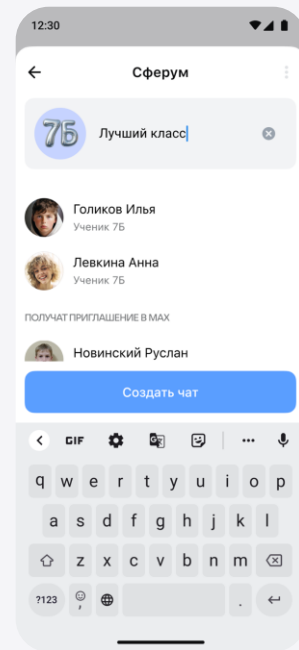 12:30
Сферум
7Б
Лучший класс
Голиков Илья
Ученик 7Б
Левкина Анна
Ученик 7Б
ПОЛУЧАТ ПРИГЛАШЕНИЕ В MAX
Новинский Руслан
Создать чат
GIF
q w e r t y u i o p
a s d f g h j k l
z x c v b n m
?123 , .